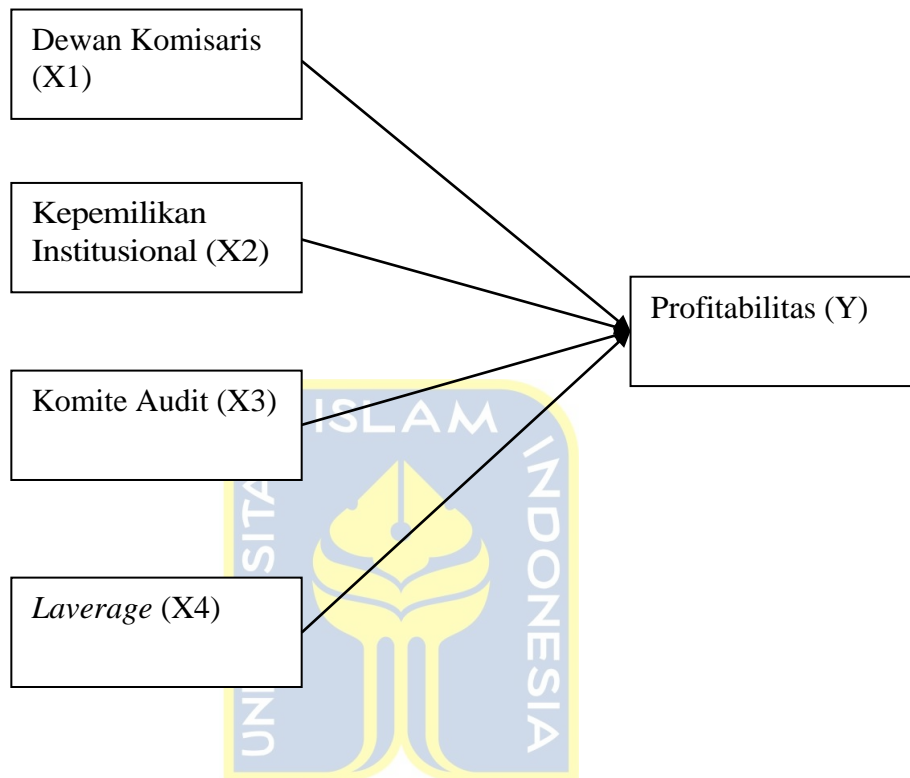 Dewan Komisaris
(X1)
Kepemilikan
Institusional (X2)
Profitabilitas (Y)
Komite Audit (X3)
Laverage (X4)
ISLAM
INDONESIA